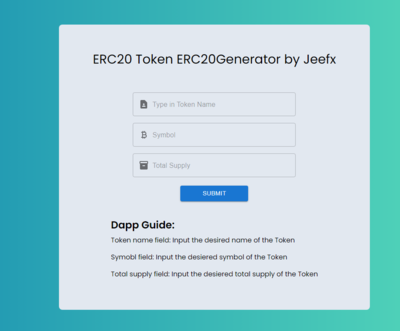 ERC20 Token ERC20Generator by Jeefx
Type in Token Name
Symbol
Total Supply
SUBMIT
Dapp Guide:
Token name field: Input the desired name of the Token
Symobl field: Input the desiered symbol of the Token
Total supply field: Input the desiered total supply of the Token